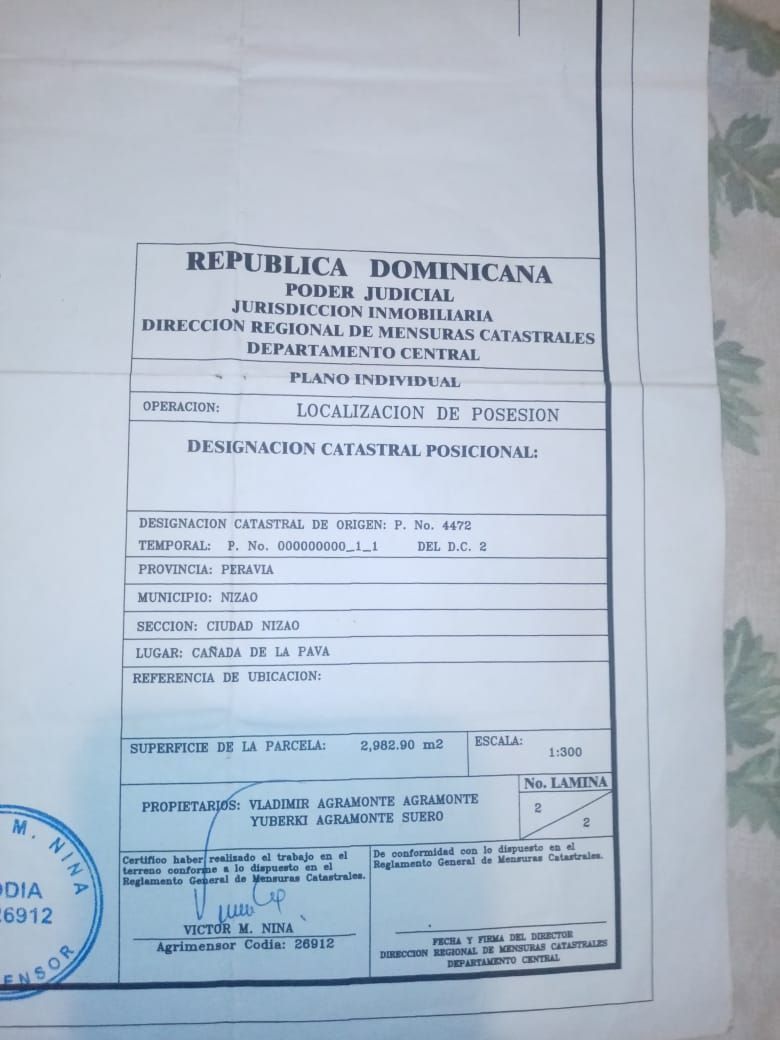 REPUBLICA DOMINICANA
PODER JUDICIAL
JURISDICCION INMOBILIARIA
DIRECCION REGIONAL DE MENSURAS CATASTRALES
DEPARTAMENTO CENTRAL
PLANO INDIVIDUAL
OPERACION: LOCALIZACION DE POSESION
DESIGNACION CATASTRAL POSICIONAL:
DESIGNACION CATASTRAL DE ORIGEN: P. No. 4472
TEMPORAL: P. No. 000000000_1_1 DEL D.C. 2
PROVINCIA: PERAVIA
MUNICIPIO: NIZAO
SECCION: CIUDAD NIZAO
LUGAR: CAÑADA DE LA PAVA
REFERENCIA DE UBICACION:
SUPERFICIE DE LA PARCELA: 2,982.90 m2
ESCALA:
1:300
PROPIETARIOS: VLADIMIR AGRAMONTE AGRAMONTE
YUBERKI AGRAMONTE SUERO
No. LAMINA
2
2
Certifico haber realizado el trabajo en el
terreno conforme a lo dispuesto en el
Reglamento General de Mensuras Catastrales.
VICTOR M. NINA
Agrimensor Codia: 26912
De conformidad con lo dispuesto en el
Reglamento General de Mensuras Catastrales.
FECHA Y FIRMA DEL DIRECTOR
DIRECCION REGIONAL DE MENSURAS CATASTRALES
DEPARTAMENTO CENTRAL
M. NINA
ODIA
26912
ENSOR